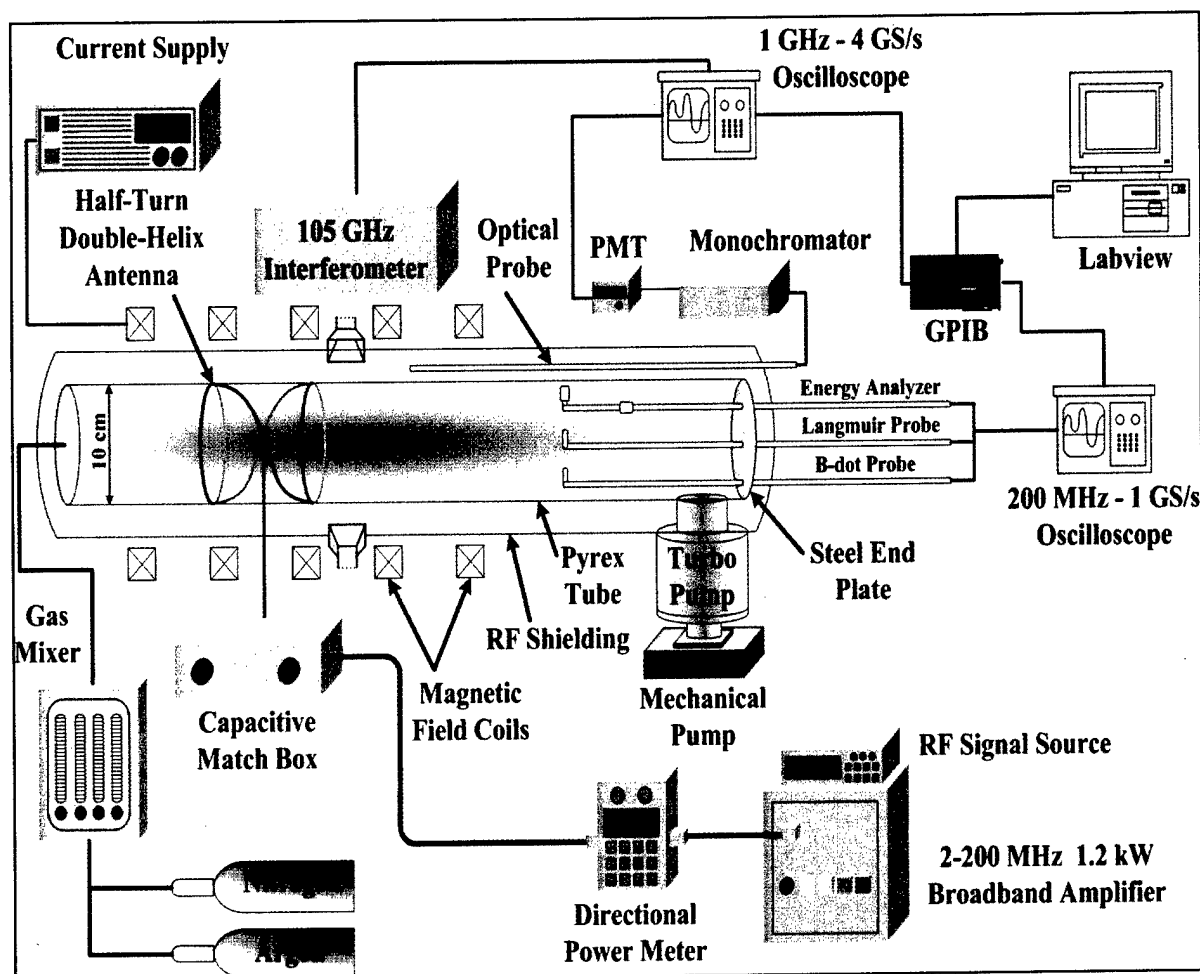 Current Supply
1 GHz - 4 GS/s
Oscilloscope
Half-Turn
Double-Helix
Antenna
105 GHz
Interferometer
Optical
Probe
PMT
Monochromator
Labview
GPIB
10 cm
Energy Analyzer
Langmuir Probe
B-dot Probe
200 MHz - 1 GS/s
Oscilloscope
Pyrex
Tube
Turbo
Pump
Steel End
Plate
RF Shielding
Gas
Mixer
Magnetic
Field Coils
Mechanical
Pump
Capacitive
Match Box
RF Signal Source
2-200 MHz 1.2 kW
Broadband Amplifier
Directional
Power Meter
Argon